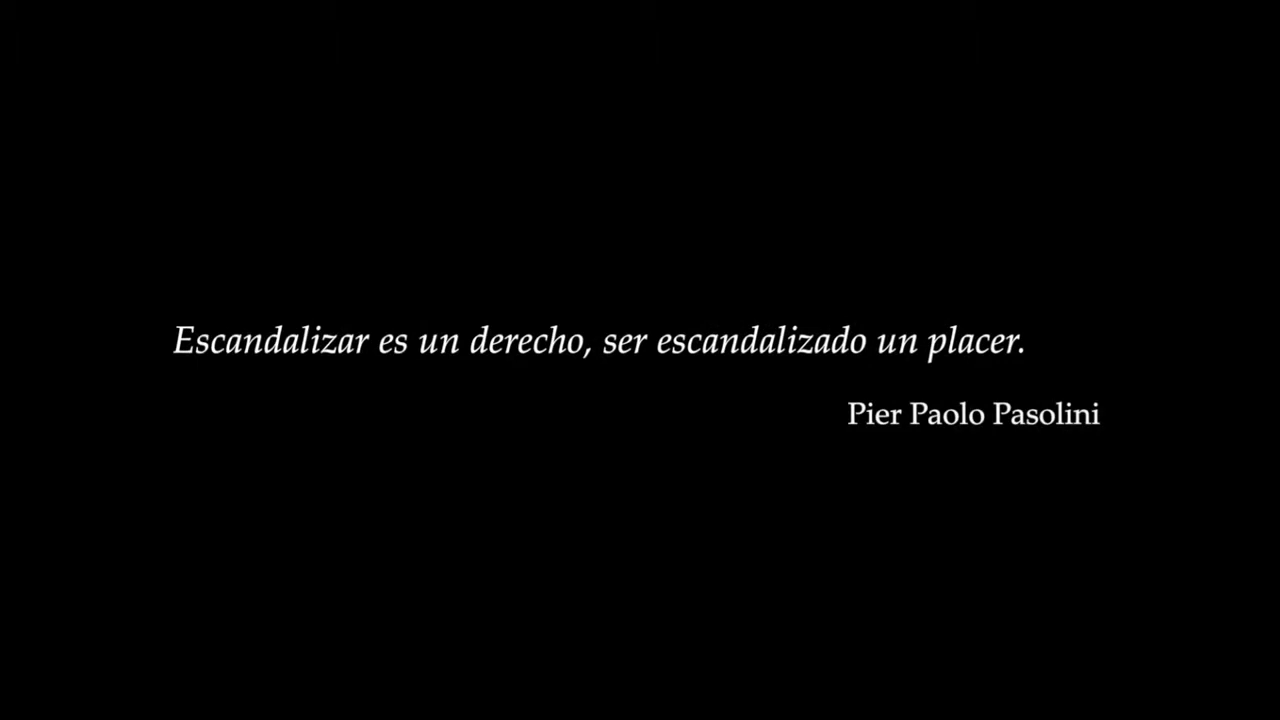 Escandalizar es un derecho, ser escandalizado un placer.
Pier Paolo Pasolini